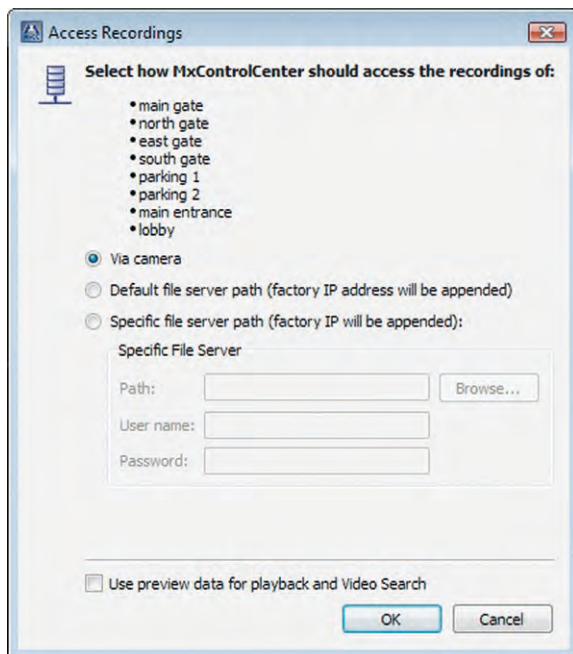 Access Recordings
Select how MxControlCenter should access the recordings of:
• main gate
• north gate
• east gate
• south gate
• parking 1
• parking 2
• main entrance
• lobby
Via camera
Default file server path (factory IP address will be appended)
Specific file server path (factory IP will be appended):
Specific File Server
Path:
Browse...
User name:
Password:
Use preview data for playback and Video Search
OK
Cancel